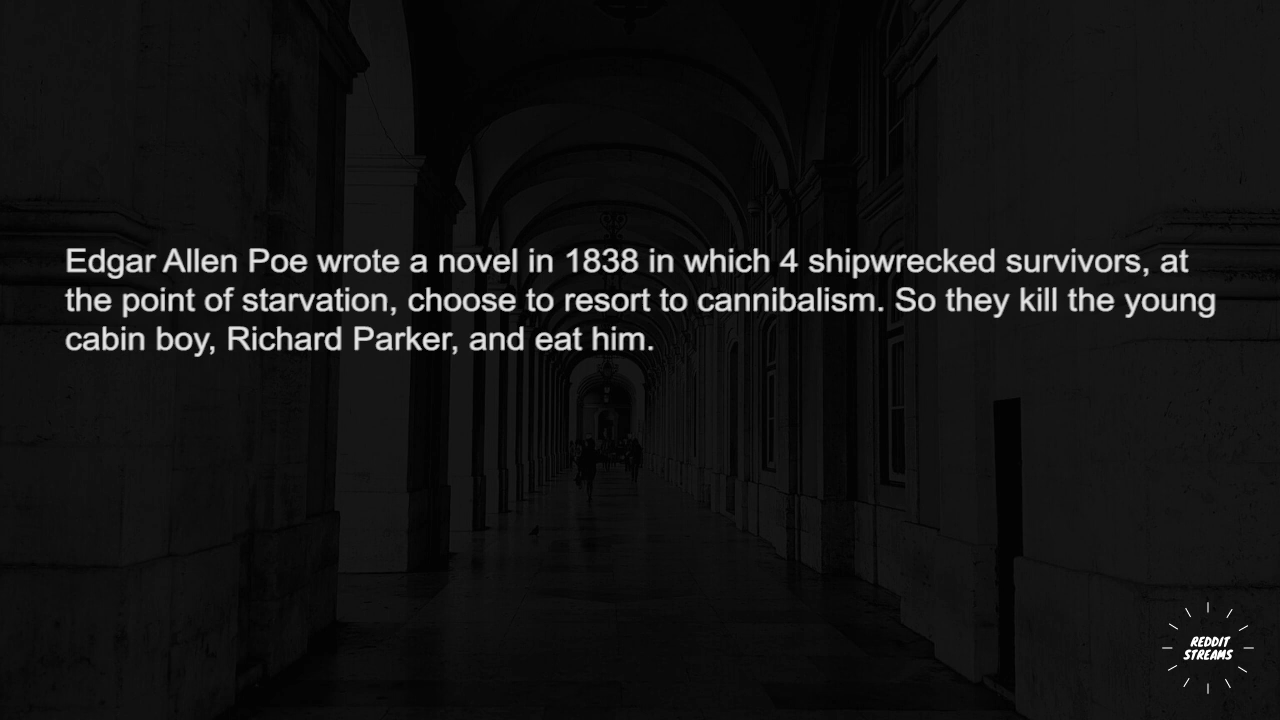 Edgar Allen Poe wrote a novel in 1838 in which 4 shipwrecked survivors, at
the point of starvation, choose to resort to cannibalism. So they kill the young
cabin boy, Richard Parker, and eat him.
REDDIT
STREAMS